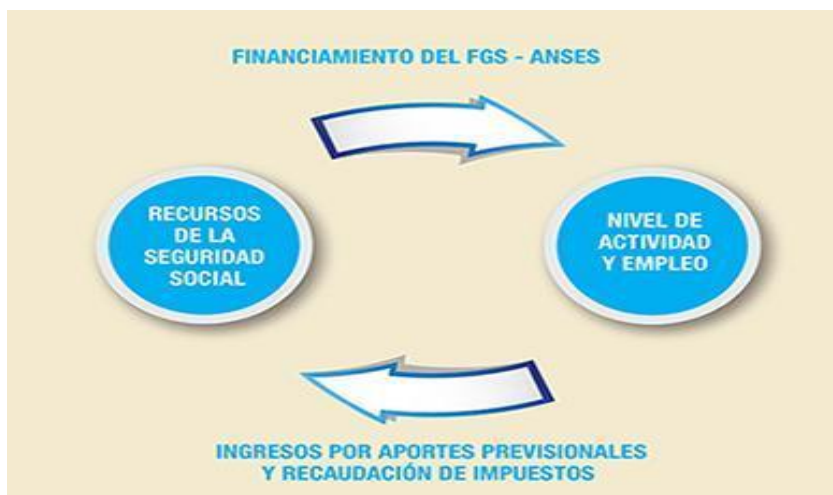 FINANCIAMIENTO DEL FGS - ANSES
RECURSOS
DE LA
SEGURIDAD
SOCIAL
NIVEL DE
ACTIVIDAD
Y EMPLEO
INGRESOS POR APORTES PREVISIONALES
Y RECAUDACIÓN DE IMPUESTOS